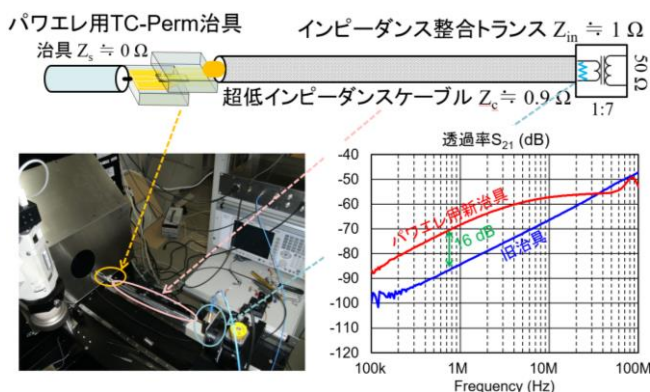 パワエレ用TC-Perm治具
治具 Zs ≒ 0 Ω
インピーダンス整合トランス Zin ≒ 1 Ω
超低インピーダンスケーブル Zc ≒ 0.9 Ω
50 Ω
1:7
透過率S21 (dB)
-40
-50
-60
-70
-80
-90
-100
-110
-120
パワエレ用新治具
16 dB
旧治具
100k
1M
10M
100M
Frequency (Hz)